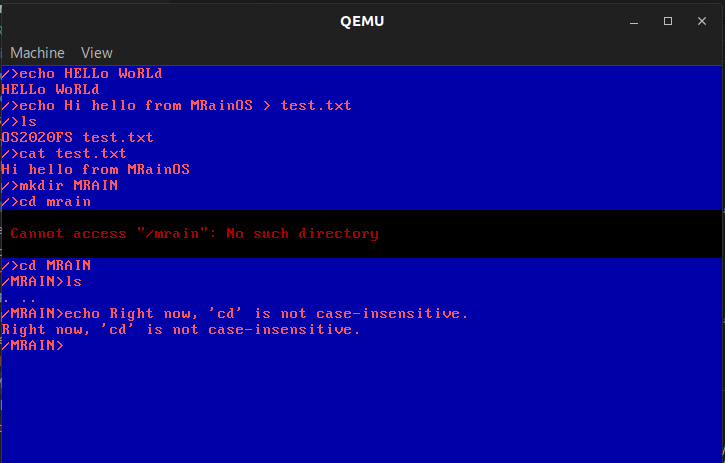 QEMU
Machine View
/>echo HELLo WoRLd
HELLo WoRLd
/>echo Hi hello from MRainOS > test.txt
/>ls
OS2020FS test.txt
/>cat test.txt
Hi hello from MRainOS
/>mkdir MRAIN
/>cd mrain
Cannot access "/mrain": No such directory
/>cd MRAIN
/MRAIN>ls
. ..
/MRAIN>echo Right now, 'cd' is not case-insensitive.
Right now, 'cd' is not case-insensitive.
/MRAIN>